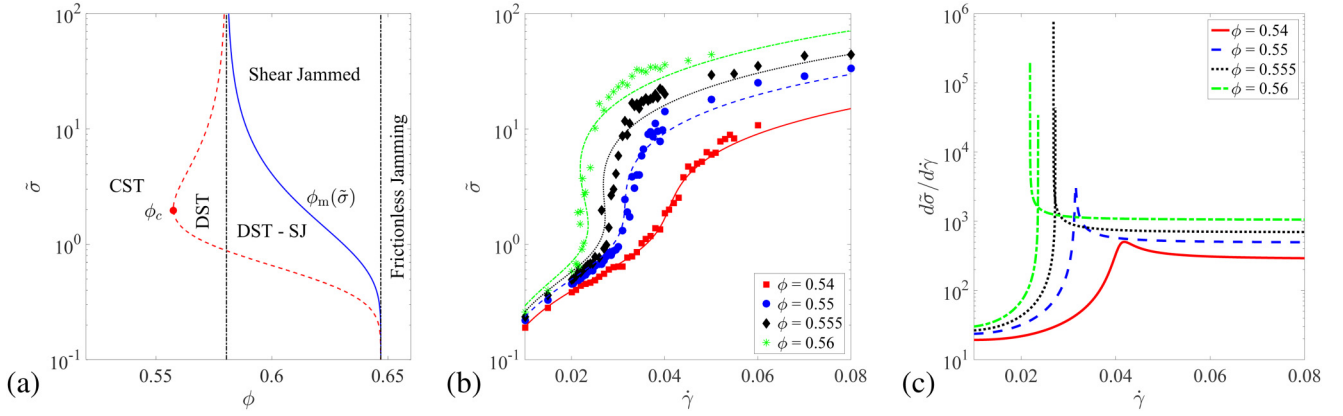 10^2
10^1
10^0
10^-1
σ̃
0.55
0.6
0.65
ϕ
Shear Jammed
CST
ϕ_c
DST
DST - SJ
ϕ_m(σ̃)
Frictionless Jamming
(a)
10^2
10^1
10^0
10^-1
σ̃
0.02
0.04
0.06
0.08
γ̇
ϕ = 0.54
ϕ = 0.55
ϕ = 0.555
ϕ = 0.56
(b)
10^6
10^5
10^4
10^3
10^2
10^1
dσ̃/dγ̇
0.02
0.04
0.06
0.08
γ̇
ϕ = 0.54
ϕ = 0.55
ϕ = 0.555
ϕ = 0.56
(c)